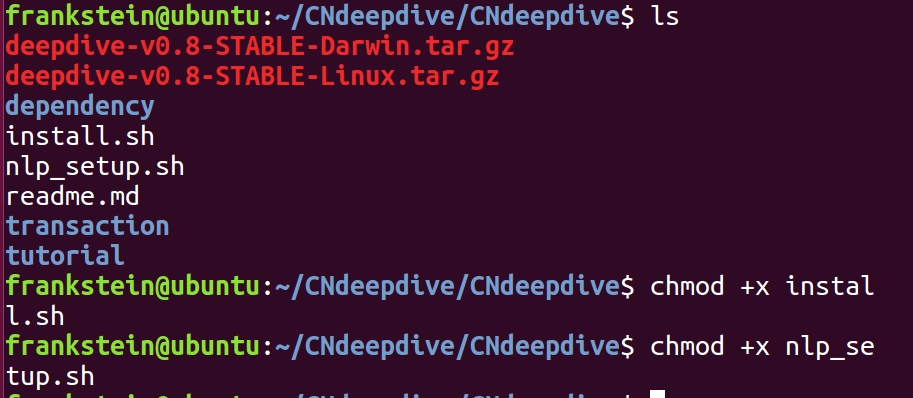 frankstein@ubuntu:~/CNdeepdive/CNdeepdive$ ls
deepdive-v0.8-STABLE-Darwin.tar.gz
deepdive-v0.8-STABLE-Linux.tar.gz
dependency
install.sh
nlp_setup.sh
readme.md
transaction
tutorial
frankstein@ubuntu:~/CNdeepdive/CNdeepdive$ chmod +x instal
l.sh
frankstein@ubuntu:~/CNdeepdive/CNdeepdive$ chmod +x nlp_se
tup.sh